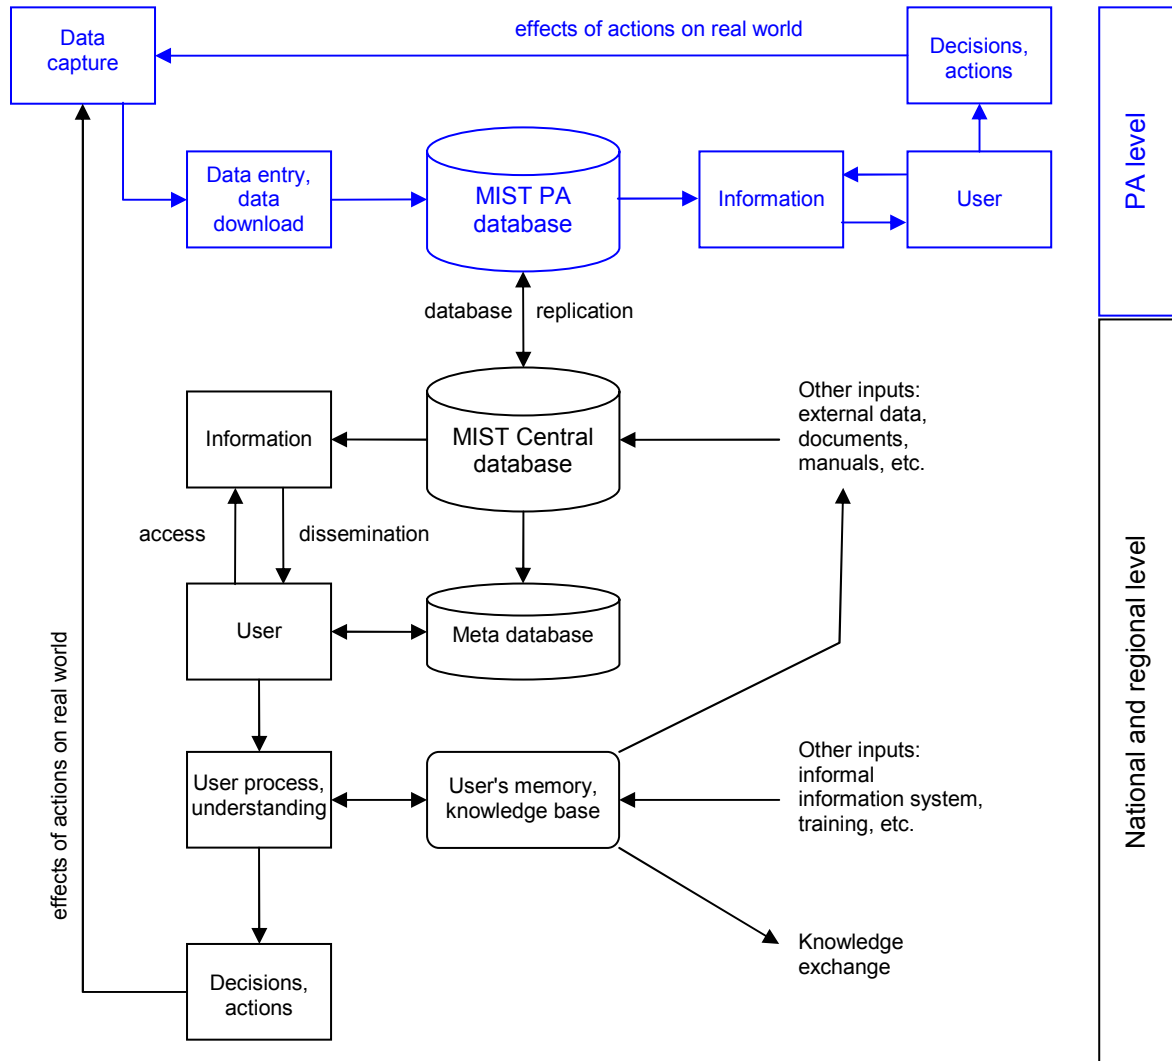 effects of actions on real world
Data
capture
Decisions,
actions
PA level
Data entry,
data
download
MIST PA
database
Information
User
database
replication
Other inputs:
external data,
documents,
manuals, etc.
Information
MIST Central
database
access
dissemination
User
Meta database
effects of actions on real world
National and regional level
User process,
understanding
User's memory,
knowledge base
Other inputs:
informal
information system,
training, etc.
Knowledge
exchange
Decisions,
actions